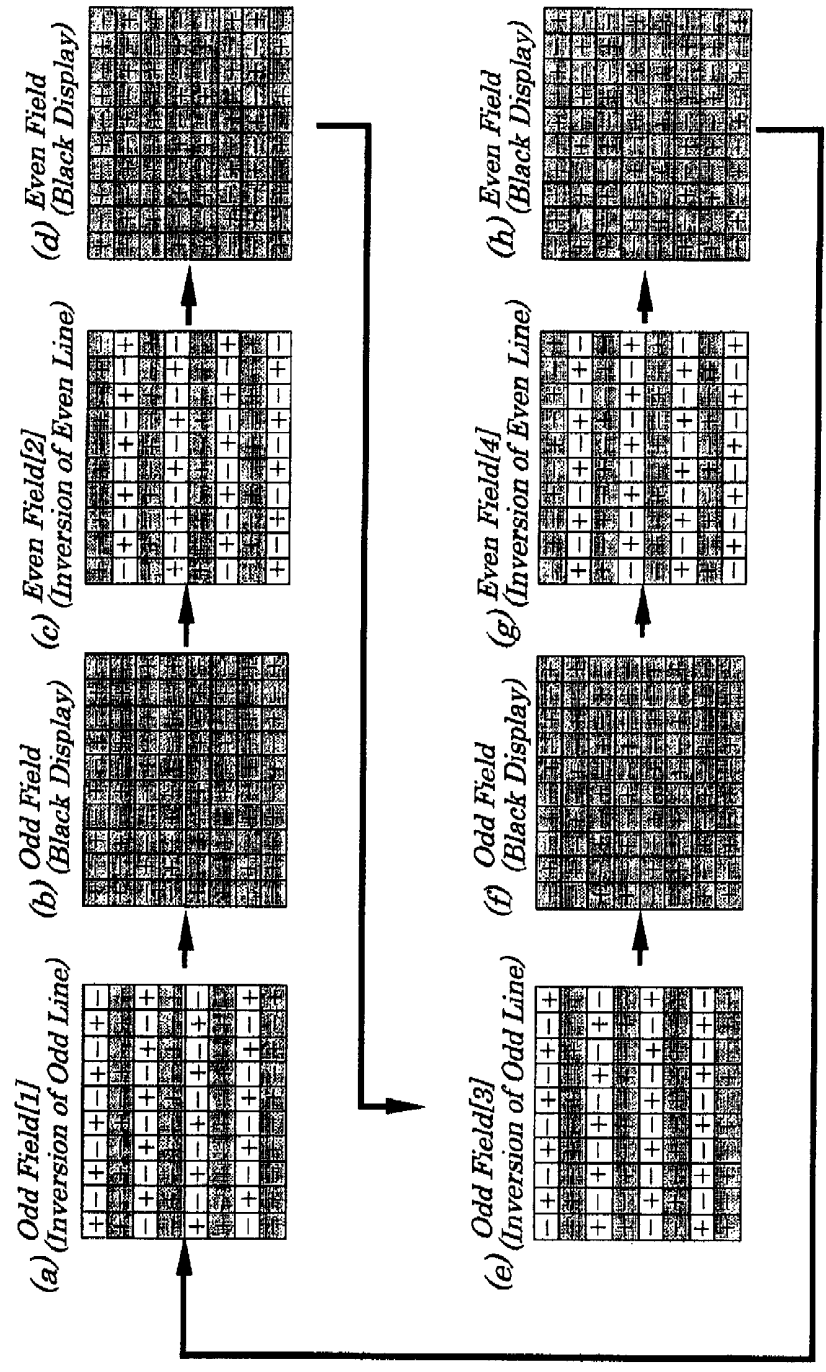 (a) Odd Field[1]
(Inversion of Odd Line)
(b) Odd Field
(Black Display)
(c) Even Field[2]
(Inversion of Even Line)
(d) Even Field
(Black Display)
(e) Odd Field[3]
(Inversion of Odd Line)
(f) Odd Field
(Black Display)
(g) Even Field[4]
(Inversion of Even Line)
(h) Even Field
(Black Display)